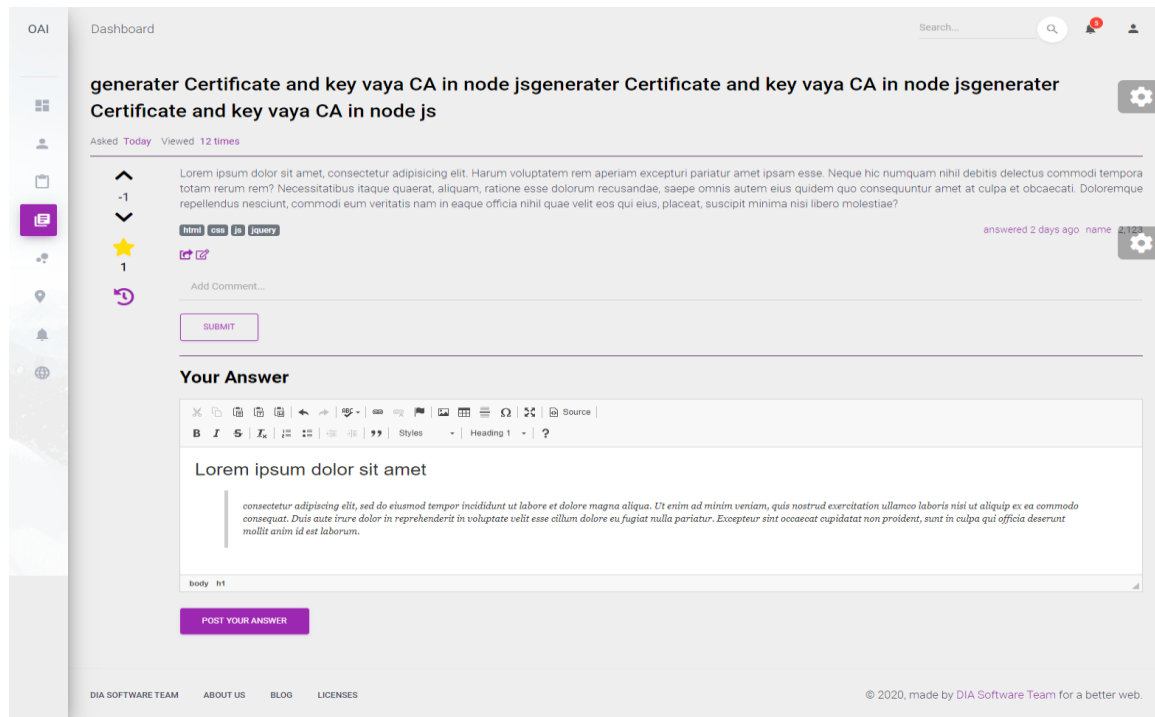 OAI
Dashboard
Search...
5
generater Certificate and key vaya CA in node jsgenerater Certificate and key vaya CA in node jsgenerater
Certificate and key vaya CA in node js
Asked Today Viewed 12 times
Lorem ipsum dolor sit amet, consectetur adipisicing elit. Harum voluptatem rem aperiam excepturi pariatur amet ipsam esse. Neque hic numquam nihil debitis delectus commodi tempora
totam rerum rem? Necessitatibus itaque quaerat, aliquam, ratione esse dolorum recusandae, saepe omnis autem eius quidem quo consequuntur amet at culpa et obcaecati. Doloremque
repellendus nesciunt, commodi eum veritatis nam in eaque officia nihil quae velit eos qui eius, placeat, suscipit minima nisi libero molestiae?
-1
1
html css js jquery
answered 2 days ago name 2,123
Add Comment...
SUBMIT
Your Answer
ABC
Source
B I S Ix
Styles
Heading 1
?
Lorem ipsum dolor sit amet
consectetur adipiscing elit, sed do eiusmod tempor incididunt ut labore et dolore magna aliqua. Ut enim ad minim veniam, quis nostrud exercitation ullamco laboris nisi ut aliquip ex ea commodo
consequat. Duis aute irure dolor in reprehenderit in voluptate velit esse cillum dolore eu fugiat nulla pariatur. Excepteur sint occaecat cupidatat non proident, sunt in culpa qui officia deserunt
mollit anim id est laborum.
body h1
POST YOUR ANSWER
DIA SOFTWARE TEAM ABOUT US BLOG LICENSES
© 2020, made by DIA Software Team for a better web.